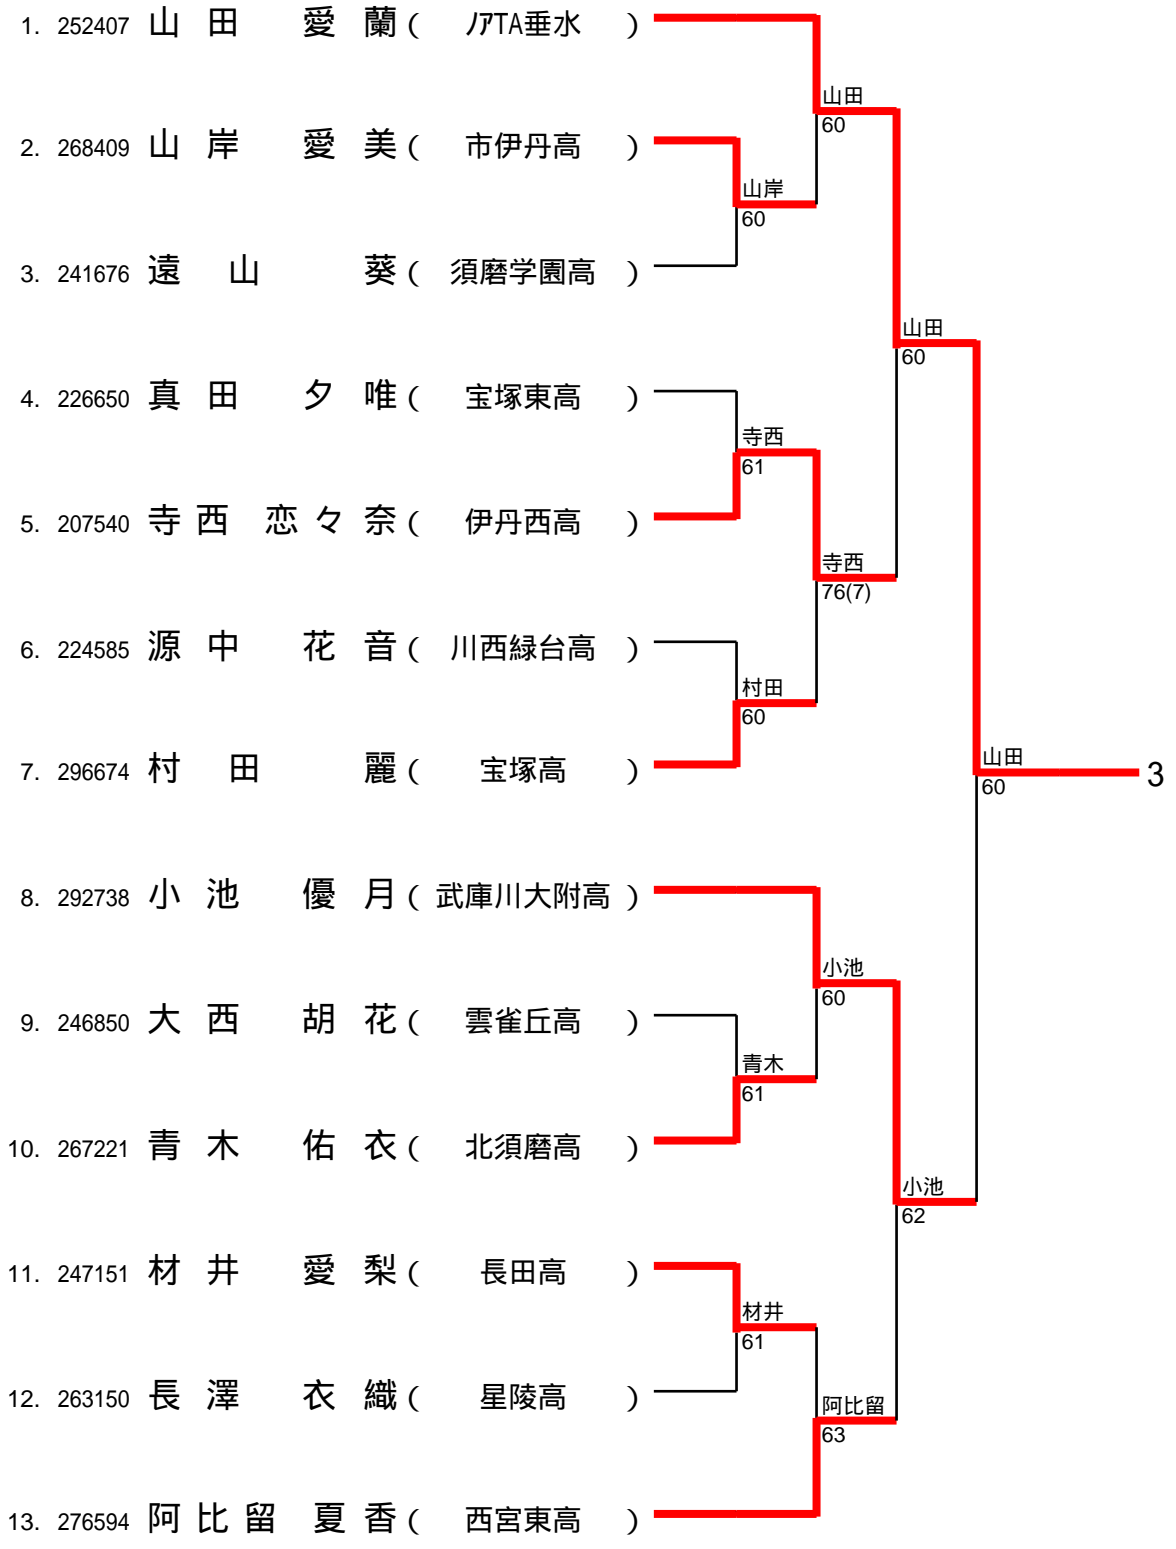 1. 252407 山田 愛蘭 ( ノアTA垂水 )
山田
60
2. 268409 山岸 愛美 ( 市伊丹高 )
山岸
60
3. 241676 遠山 葵 ( 須磨学園高 )
山田
60
4. 226650 真田 夕唯 ( 宝塚東高 )
寺西
61
5. 207540 寺西 恋々奈 ( 伊丹西高 )
寺西
76(7)
6. 224585 源中 花音 ( 川西緑台高 )
村田
60
7. 296674 村田 麗 ( 宝塚高 )
山田
60
3
8. 292738 小池 優月 ( 武庫川大附高 )
小池
60
9. 246850 大西 胡花 ( 雲雀丘高 )
青木
61
10. 267221 青木 佑衣 ( 北須磨高 )
小池
62
11. 247151 材井 愛梨 ( 長田高 )
材井
61
12. 263150 長澤 衣織 ( 星陵高 )
阿比留
63
13. 276594 阿比留 夏香 ( 西宮東高 )